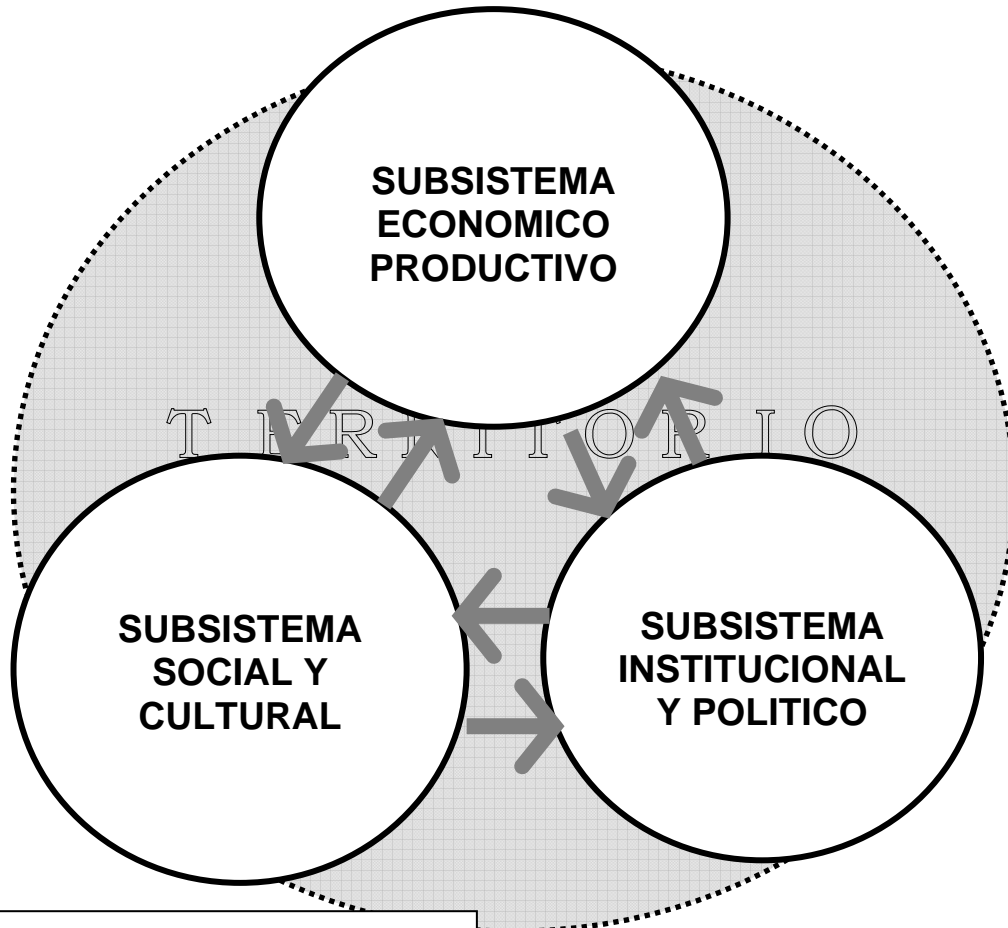 SUBSISTEMA
ECONOMICO
PRODUCTIVO
T E R R I T O R I O
SUBSISTEMA
SOCIAL Y
CULTURAL
SUBSISTEMA
INSTITUCIONAL
Y POLITICO